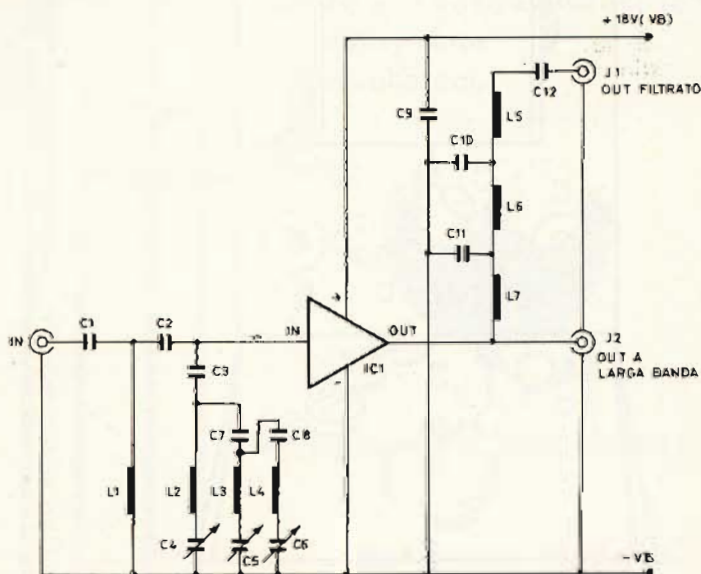 + 18V (VB)
J1
OUT FILTRATO
C12
L5
C9
C10
L6
C11
L7
IN
C1
C2
IN
OUT
J2
OUT A
LARGA BANDA
IC1
C3
C7
C8
L1
L2
L3
L4
C4
C5
C6
-VB